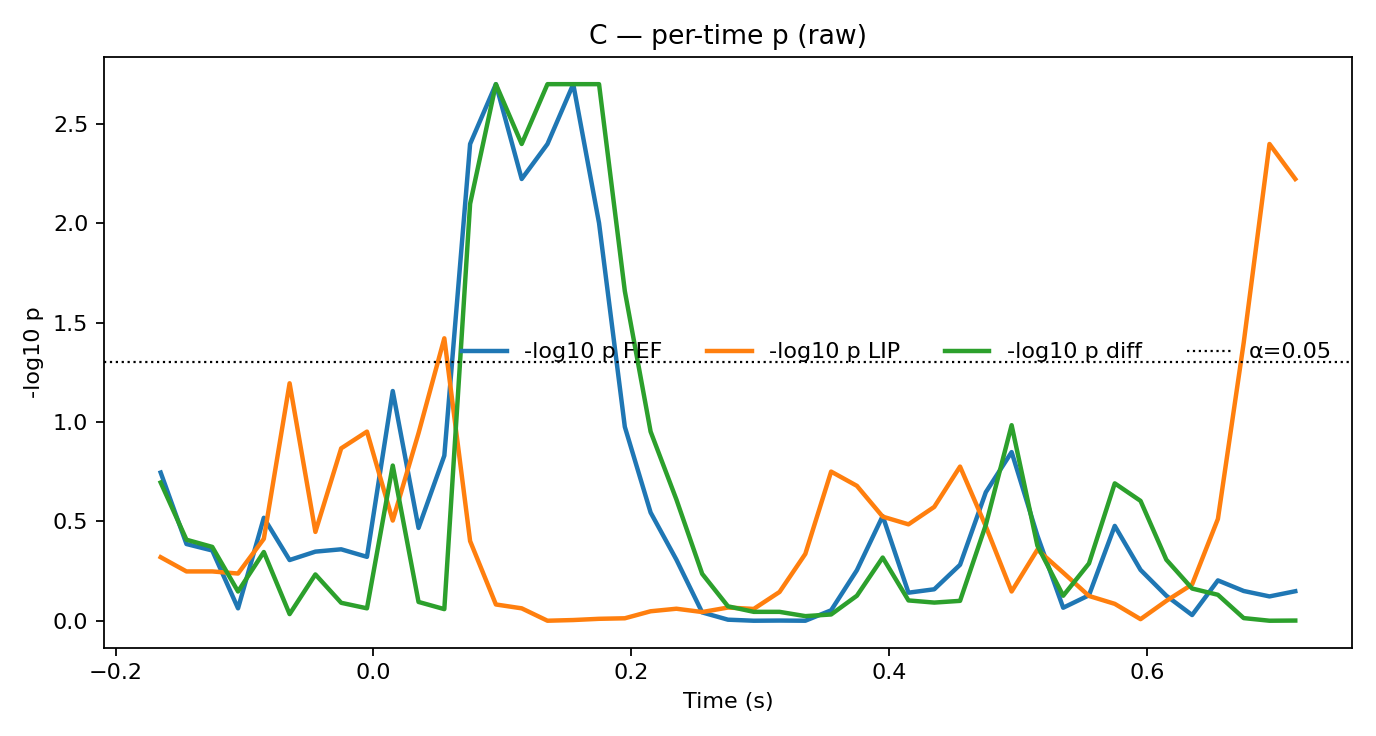 C — per-time p (raw)
-log10 p
2.5
2.0
1.5
1.0
0.5
0.0
-log10 p FEF
-log10 p LIP
-log10 p diff
α=0.05
−0.2
0.0
0.2
0.4
0.6
Time (s)